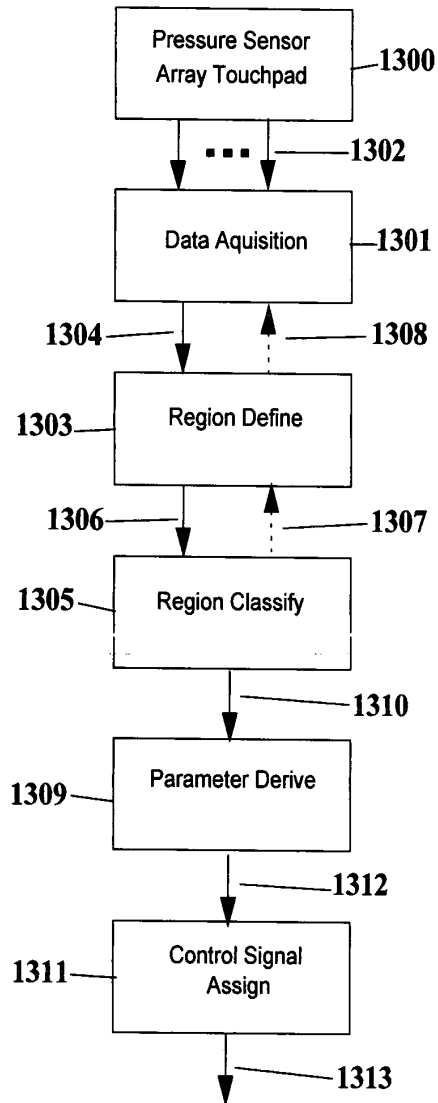 Pressure Sensor
Array Touchpad
1300
1302
Data Aquisition
1301
1304
1308
1303
Region Define
1306
1307
1305
Region Classify
1310
1309
Parameter Derive
1312
1311
Control Signal
Assign
1313